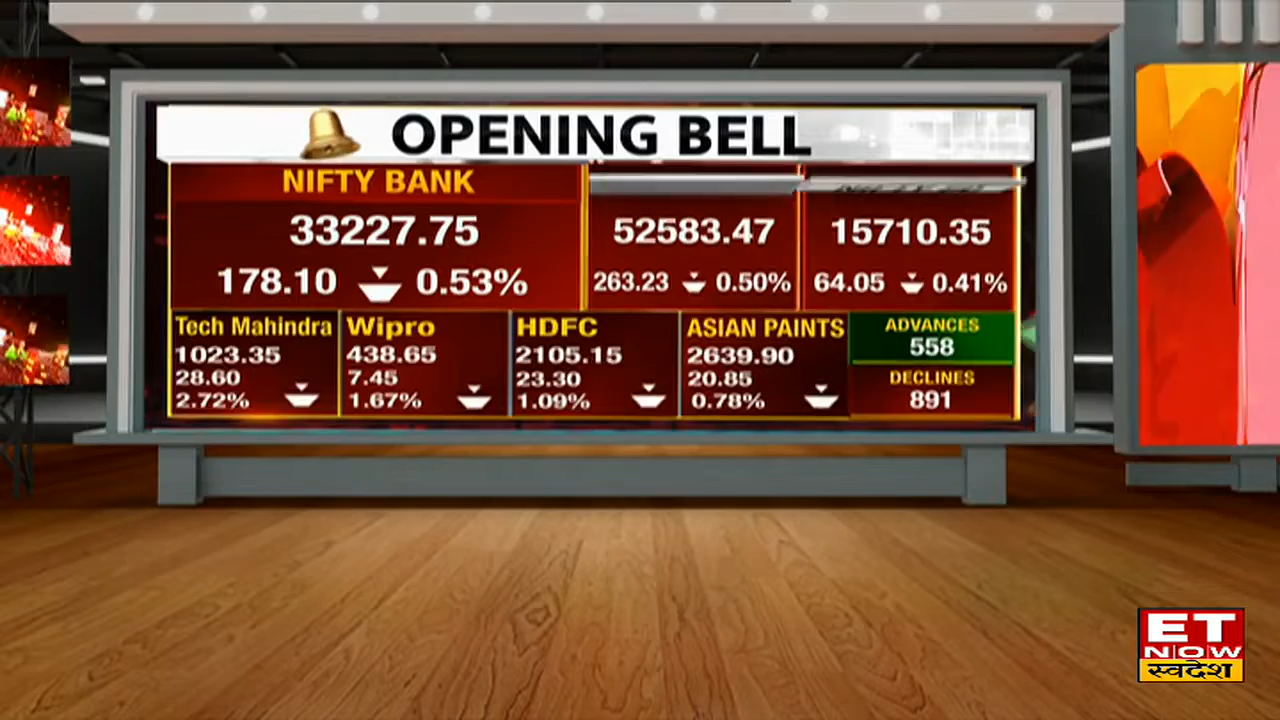 OPENING BELL
NIFTY BANK
33227.75
178.10 0.53%
52583.47
263.23 0.50%
15710.35
64.05 0.41%
Tech Mahindra
1023.35
28.60
2.72%
Wipro
438.65
7.45
1.67%
HDFC
2105.15
23.30
1.09%
ASIAN PAINTS
2639.90
20.85
0.78%
ADVANCES
558
DECLINES
891
ET
NOW
स्वदेश